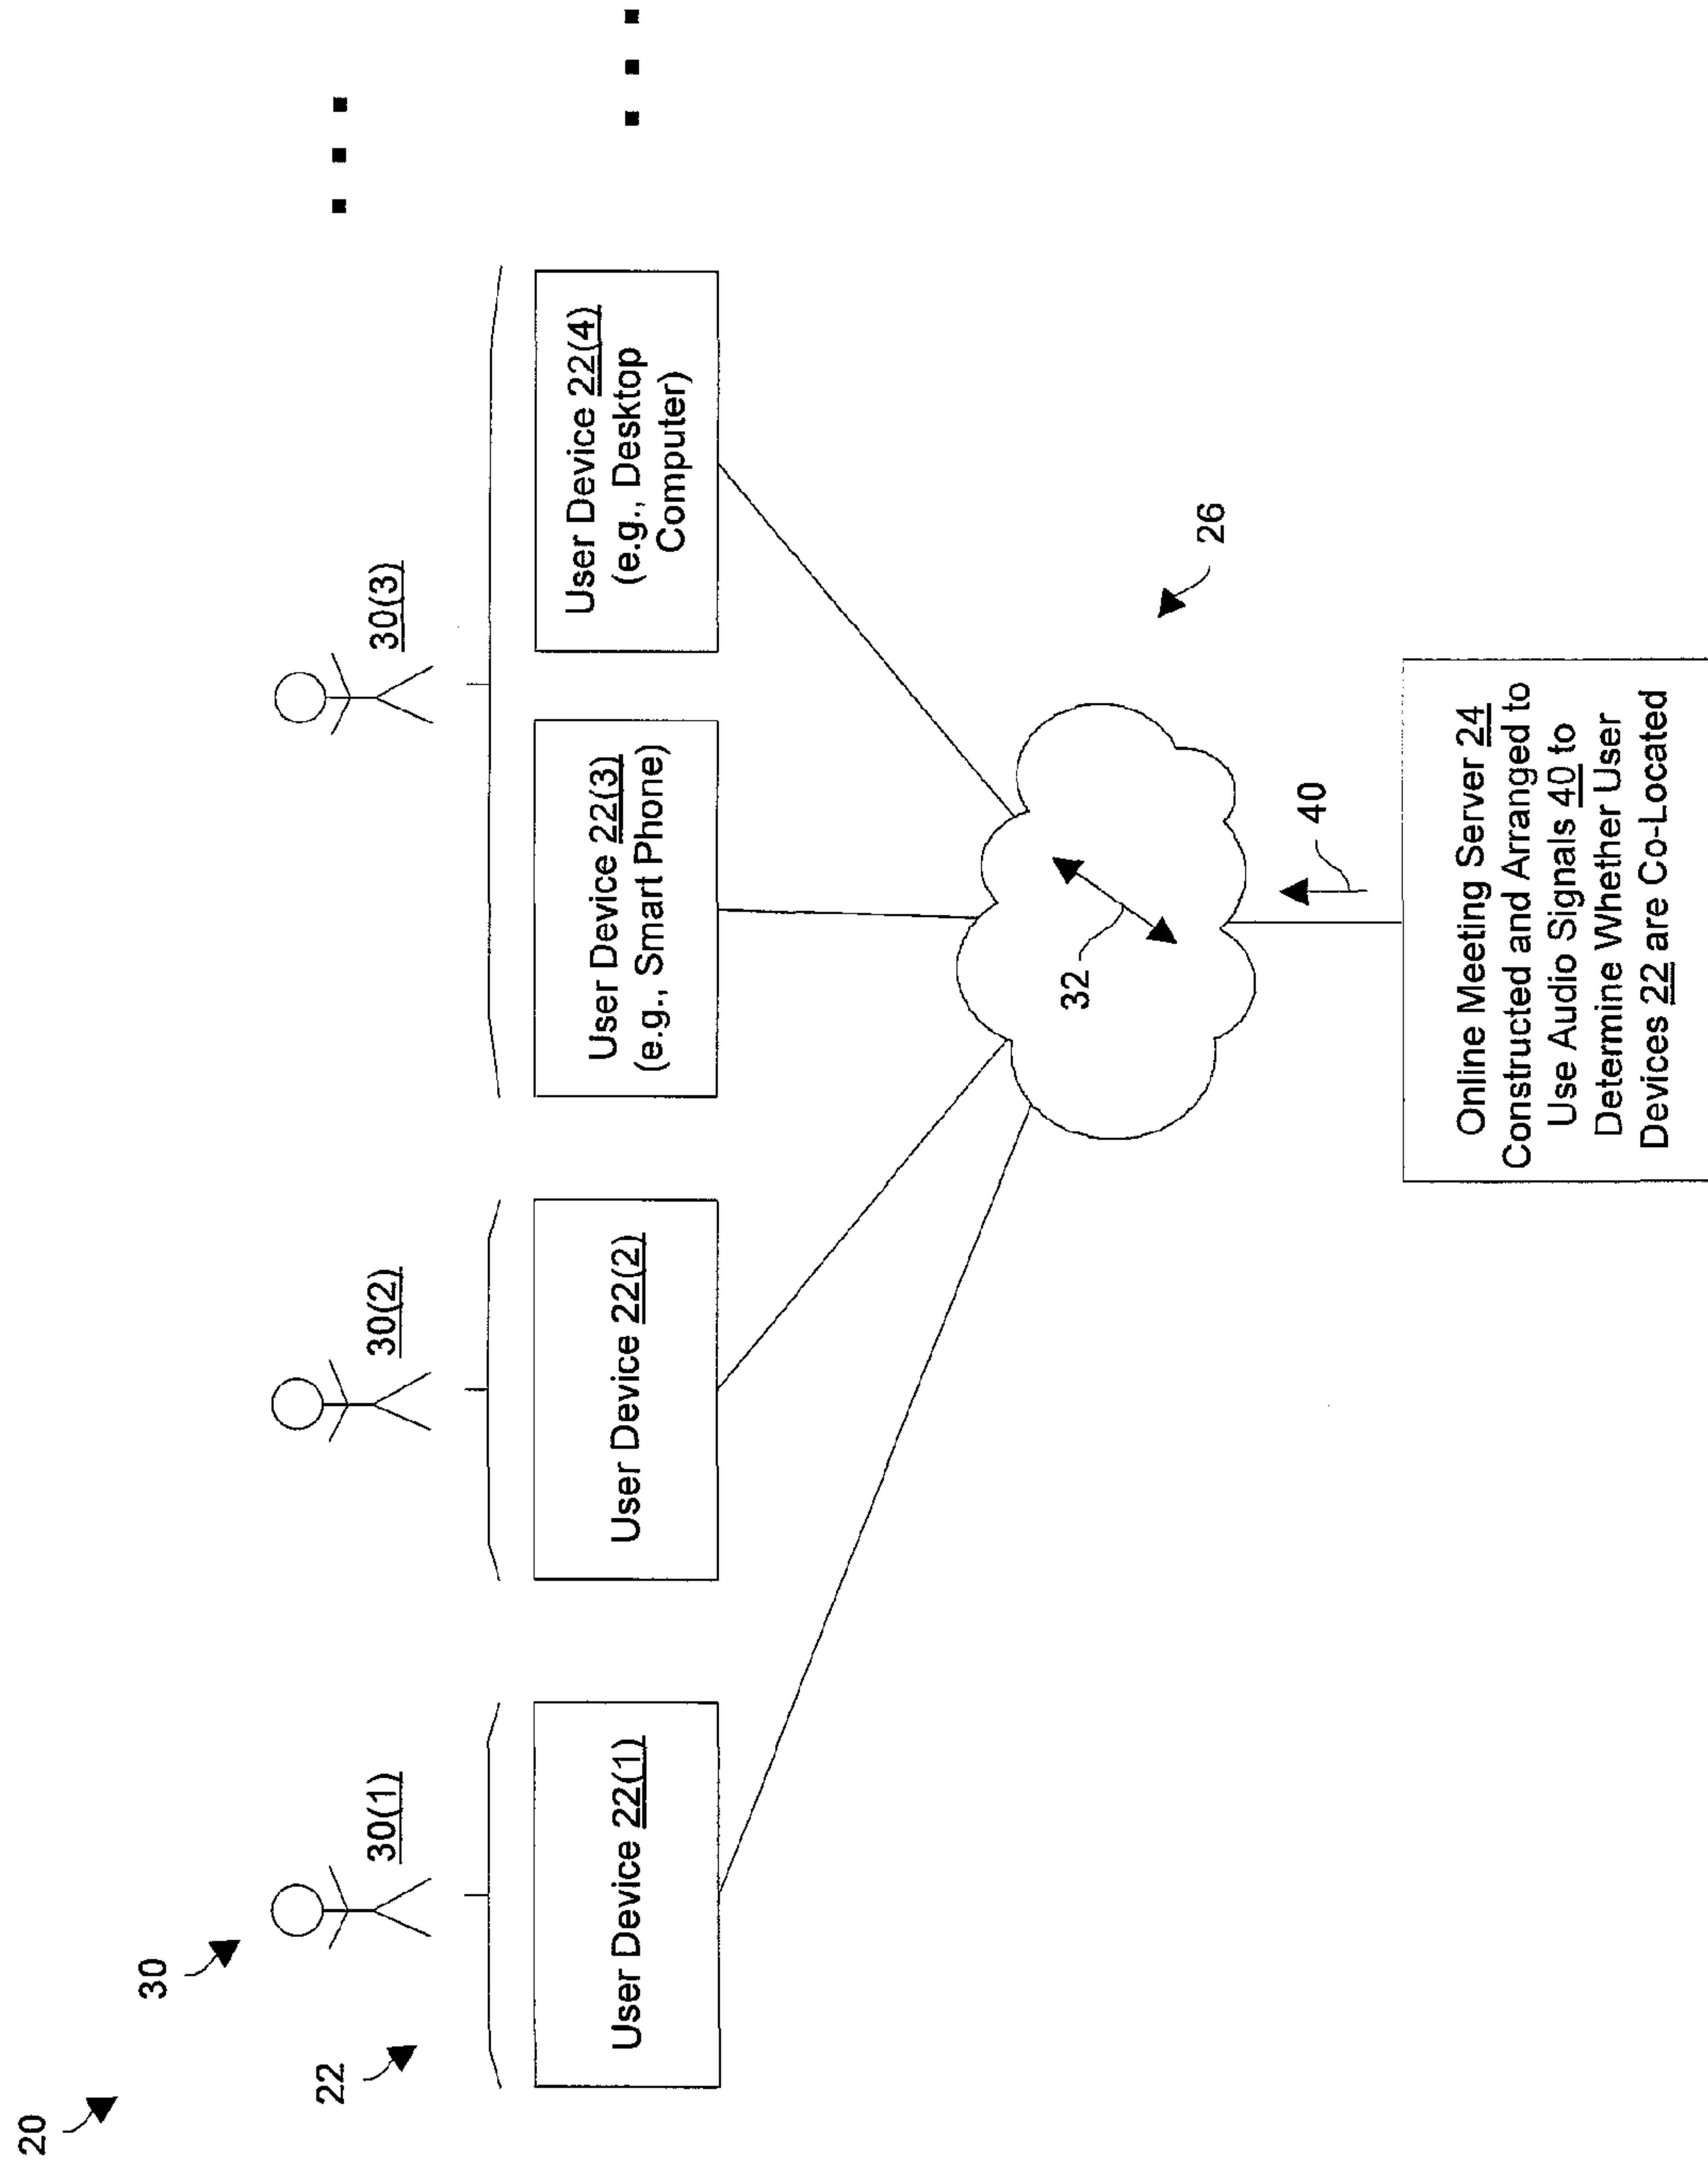 20
30
22
30(1)
30(2)
30(3)
User Device 22(1)
User Device 22(2)
User Device 22(3)
(e.g., Smart Phone)
User Device 22(4)
(e.g., Desktop
Computer)
32
26
40
Online Meeting Server 24
Constructed and Arranged to
Use Audio Signals 40 to
Determine Whether User
Devices 22 are Co-Located